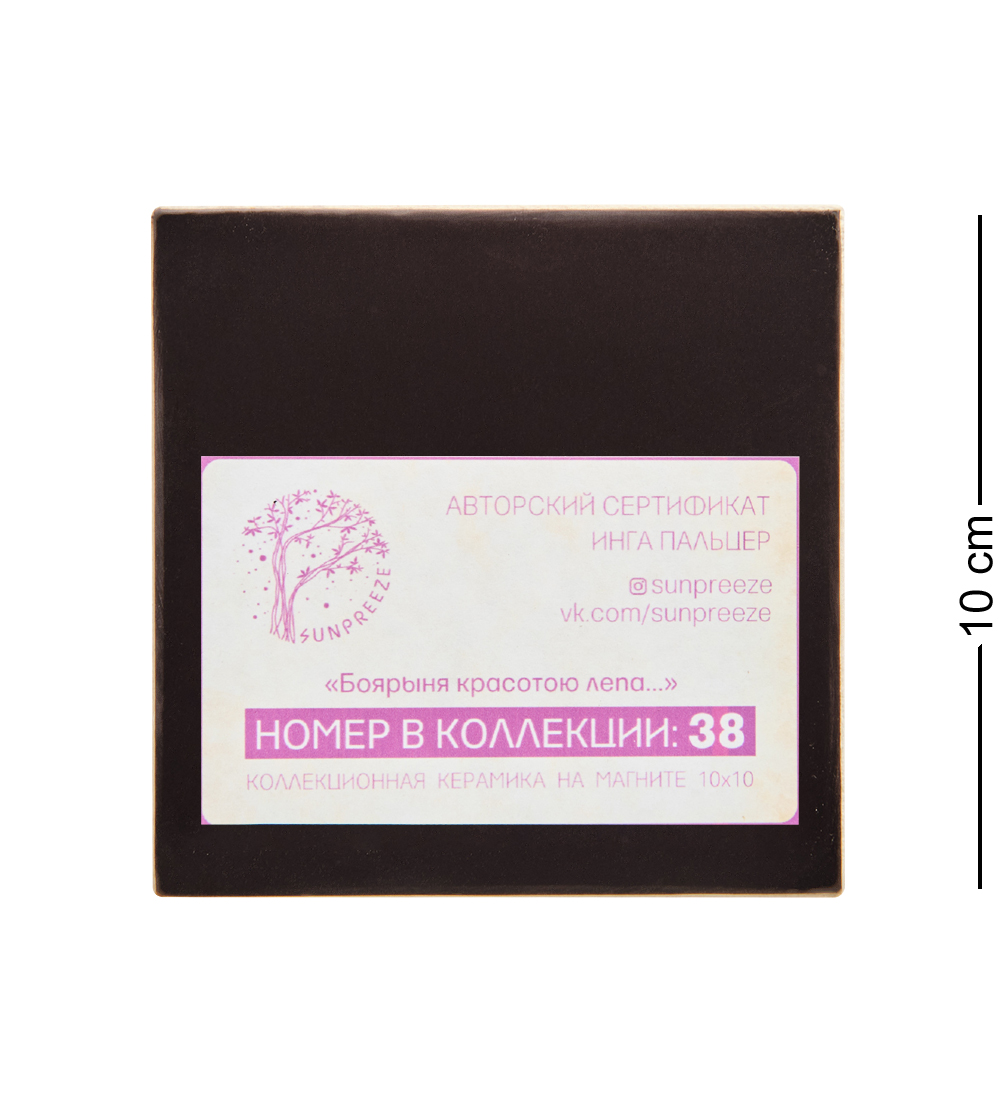 АВТОРСКИЙ СЕРТИФИКАТ
ИНГА ПАЛЬЦЕР
sunpreeze
vk.com/sunpreeze
SUNPREEZE
«Боярыня красотою лепа...»
НОМЕР В КОЛЛЕКЦИИ: 38
КОЛЛЕКЦИОННАЯ КЕРАМИКА НА МАГНИТЕ 10x10
10 cm